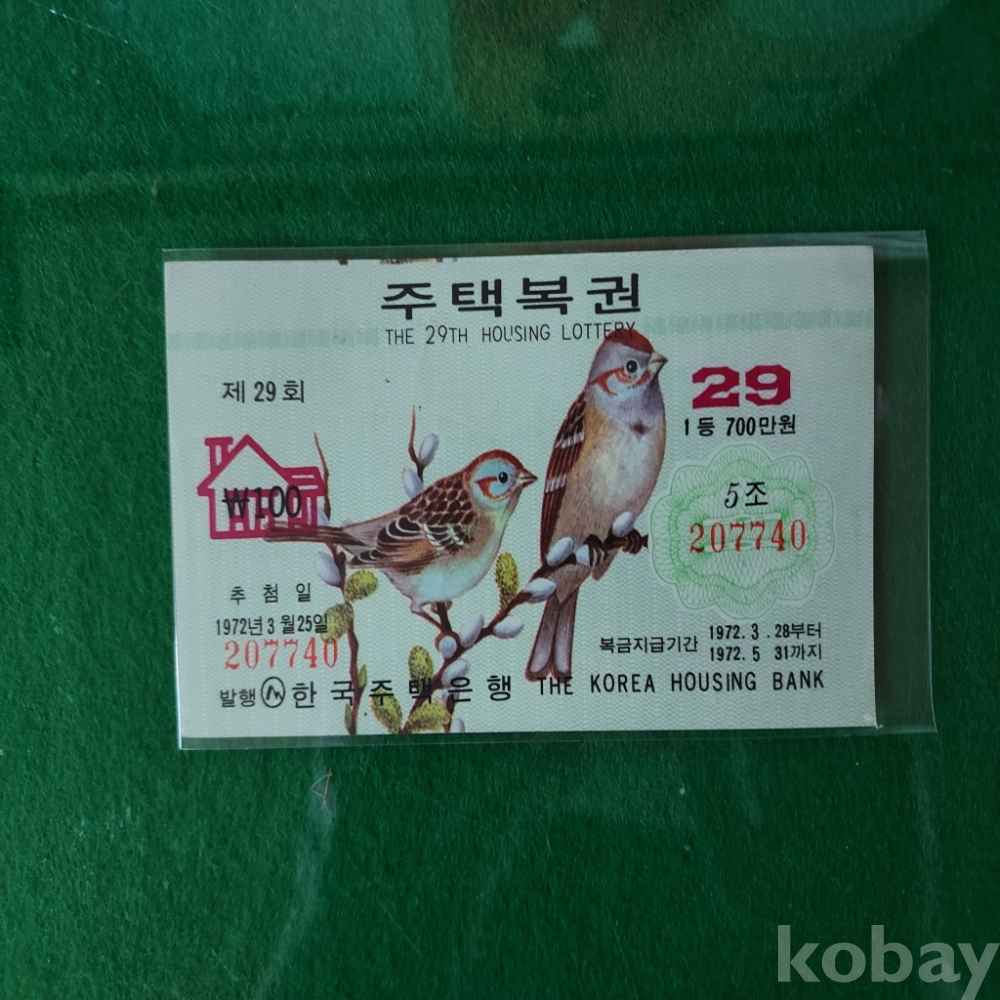 주택복권
THE 29TH HOUSING LOTTERY
제 29 회
29
1등 700만원
₩100
5조
207740
추첨일
1972년 3월 25일
207740
복금지급기간 1972. 3. 28부터
1972. 5 31까지
발행 한국주택은행 THE KOREA HOUSING BANK
kobay